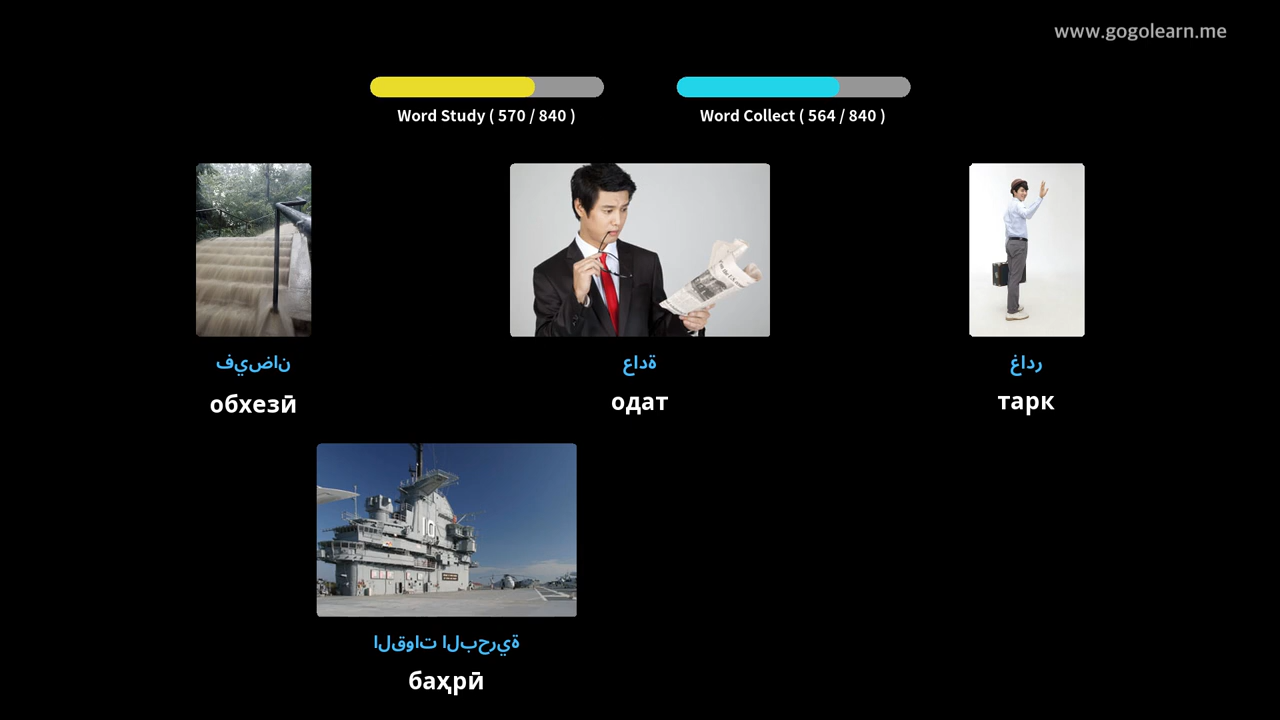 www.gogolearn.me
Word Study ( 570 / 840 )
Word Collect ( 564 / 840 )
فيضان
обхезӣ
عادة
одат
غادر
тарк
القوات البحرية
баҳрӣ